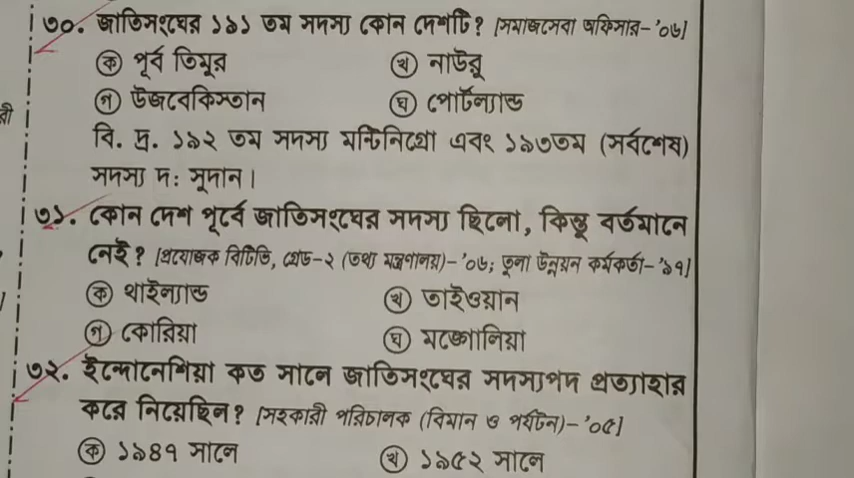 ৩০. জাতিসংঘের ১৯১ তম সদস্য কোন দেশটি? [সমাজসেবা অফিসার-'০৬]
ক পূর্ব তিমুর খ নাউরু
গ উজবেকিস্তান ঘ পোর্টল্যান্ড
রী
বি. দ্র. ১৯২ তম সদস্য মন্টিনিগ্রো এবং ১৯৩তম (সর্বশেষ)
সদস্য দ: সুদান।
৩১. কোন দেশ পূর্বে জাতিসংঘের সদস্য ছিলো, কিন্তু বর্তমানে
নেই? [প্রযোজক বিটিভি, গ্রেড-২ (তথ্য মন্ত্রণালয়)-'০৬; তুলা উন্নয়ন কর্মকর্তা-'৯৭]
ক থাইল্যান্ড খ তাইওয়ান
গ কোরিয়া ঘ মঙ্গোলিয়া
৩২. ইন্দোনেশিয়া কত সালে জাতিসংঘের সদস্যপদ প্রত্যাহার
করে নিয়েছিল? [সহকারী পরিচালক (বিমান ও পর্যটন)-'০৫]
ক ১৯৪৭ সালে খ ১৯৫২ সালে